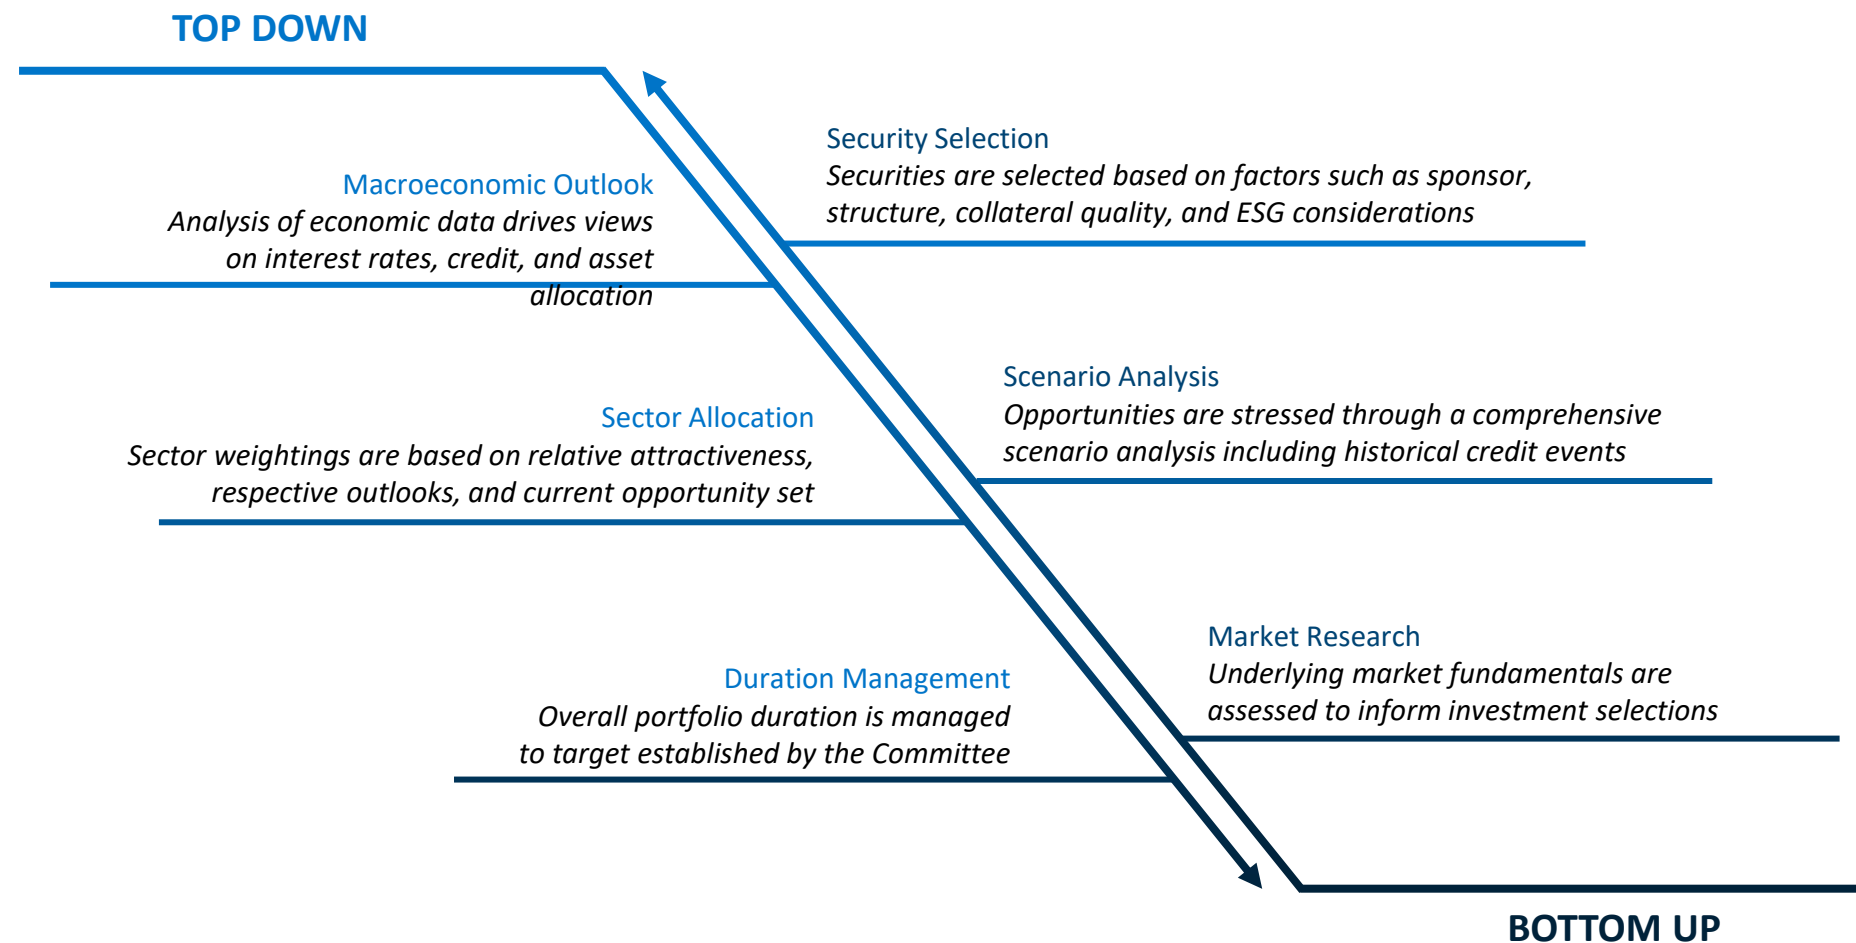 TOP DOWN
Macroeconomic Outlook
Analysis of economic data drives views
on interest rates, credit, and asset
allocation
Sector Allocation
Sector weightings are based on relative attractiveness,
respective outlooks, and current opportunity set
Duration Management
Overall portfolio duration is managed
to target established by the Committee
Security Selection
Securities are selected based on factors such as sponsor,
structure, collateral quality, and ESG considerations
Scenario Analysis
Opportunities are stressed through a comprehensive
scenario analysis including historical credit events
Market Research
Underlying market fundamentals are
assessed to inform investment selections
BOTTOM UP